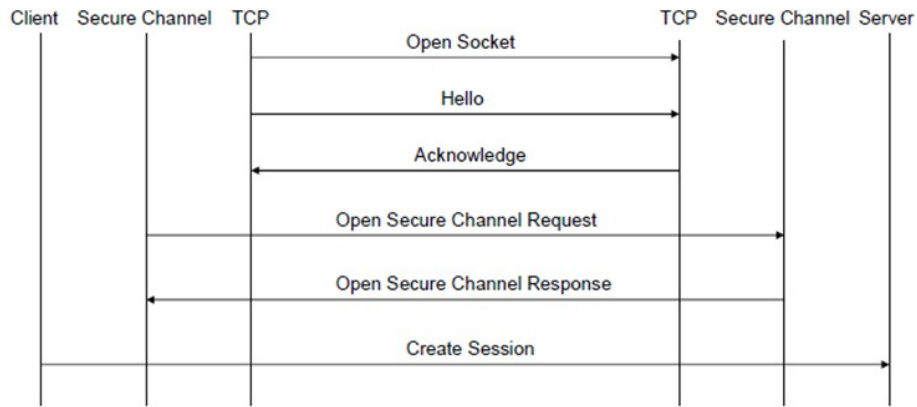 Client Secure Channel TCP TCP Secure Channel Server
Open Socket
Hello
Acknowledge
Open Secure Channel Request
Open Secure Channel Response
Create Session